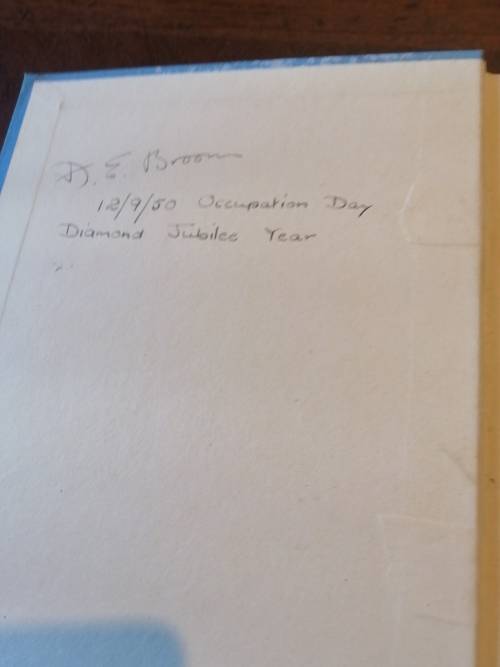 D. E. Broom
12/9/50 Occupation Day
Diamond Jubilee Year